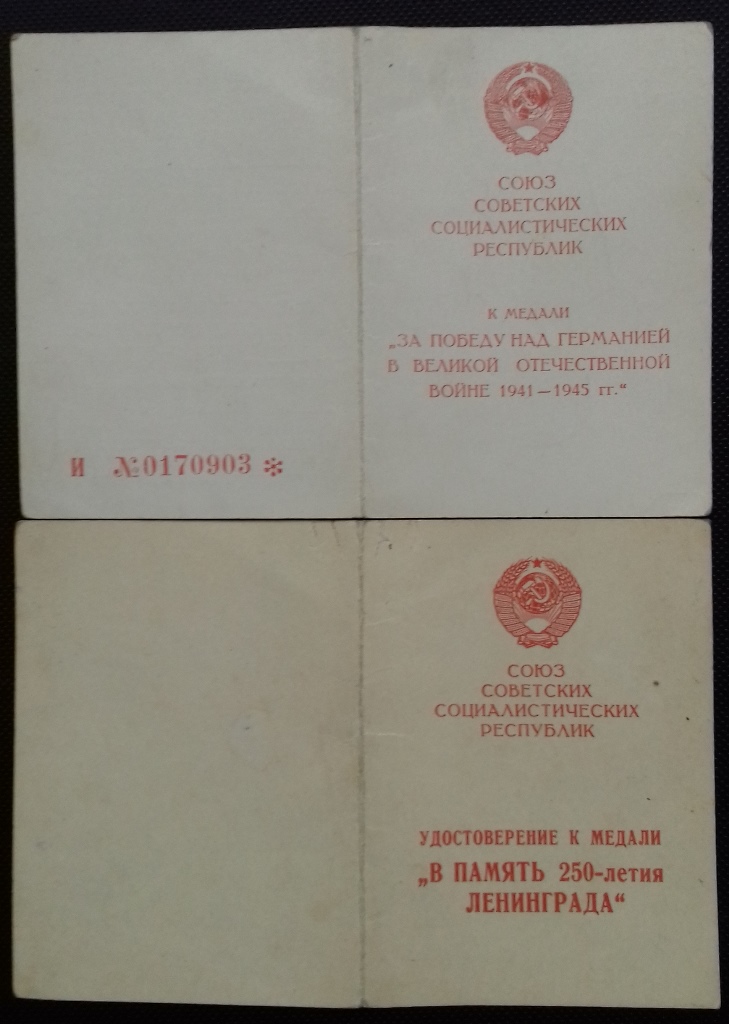 СОЮЗ
СОВЕТСКИХ
СОЦИАЛИСТИЧЕСКИХ
РЕСПУБЛИК
К МЕДАЛИ
„ЗА ПОБЕДУ НАД ГЕРМАНИЕЙ
В ВЕЛИКОЙ ОТЕЧЕСТВЕННОЙ
ВОЙНЕ 1941—1945 гг."
И №0170903 *
СОЮЗ
СОВЕТСКИХ
СОЦИАЛИСТИЧЕСКИХ
РЕСПУБЛИК
УДОСТОВЕРЕНИЕ К МЕДАЛИ
„В ПАМЯТЬ 250-летия
ЛЕНИНГРАДА"